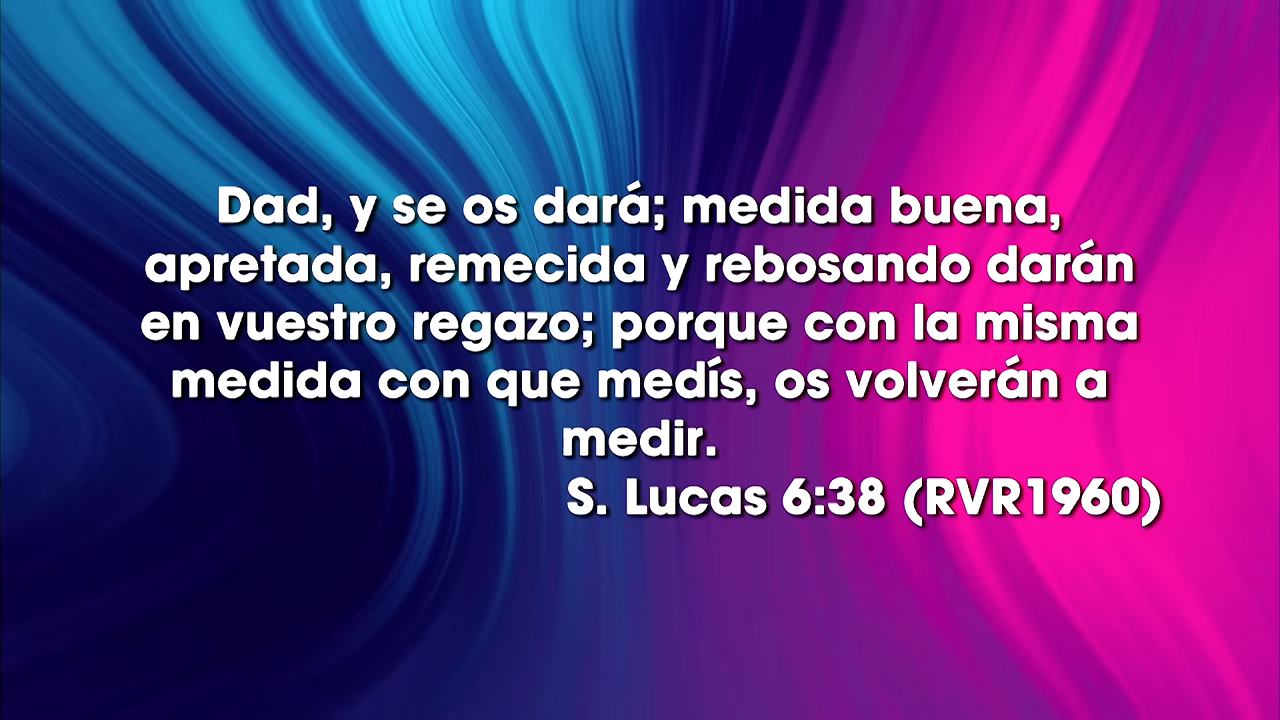 Dad, y se os dará; medida buena,
apretada, remecida y rebosando darán
en vuestro regazo; porque con la misma
medida con que medís, os volverán a
medir.
S. Lucas 6:38 (RVR1960)